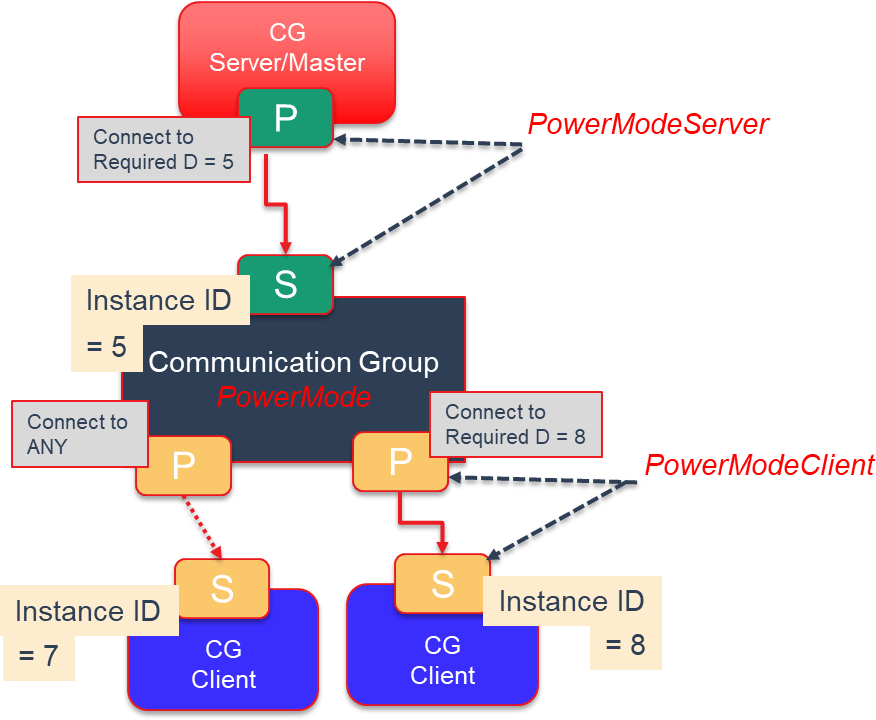 CG
Server/Master
P
Connect to
Required D = 5
PowerModeServer
S
Instance ID
= 5
Communication Group
PowerMode
Connect to
ANY
P
Connect to
Required D = 8
P
PowerModeClient
S
Instance ID
= 7
CG
Client
S
Instance ID
= 8
CG
Client